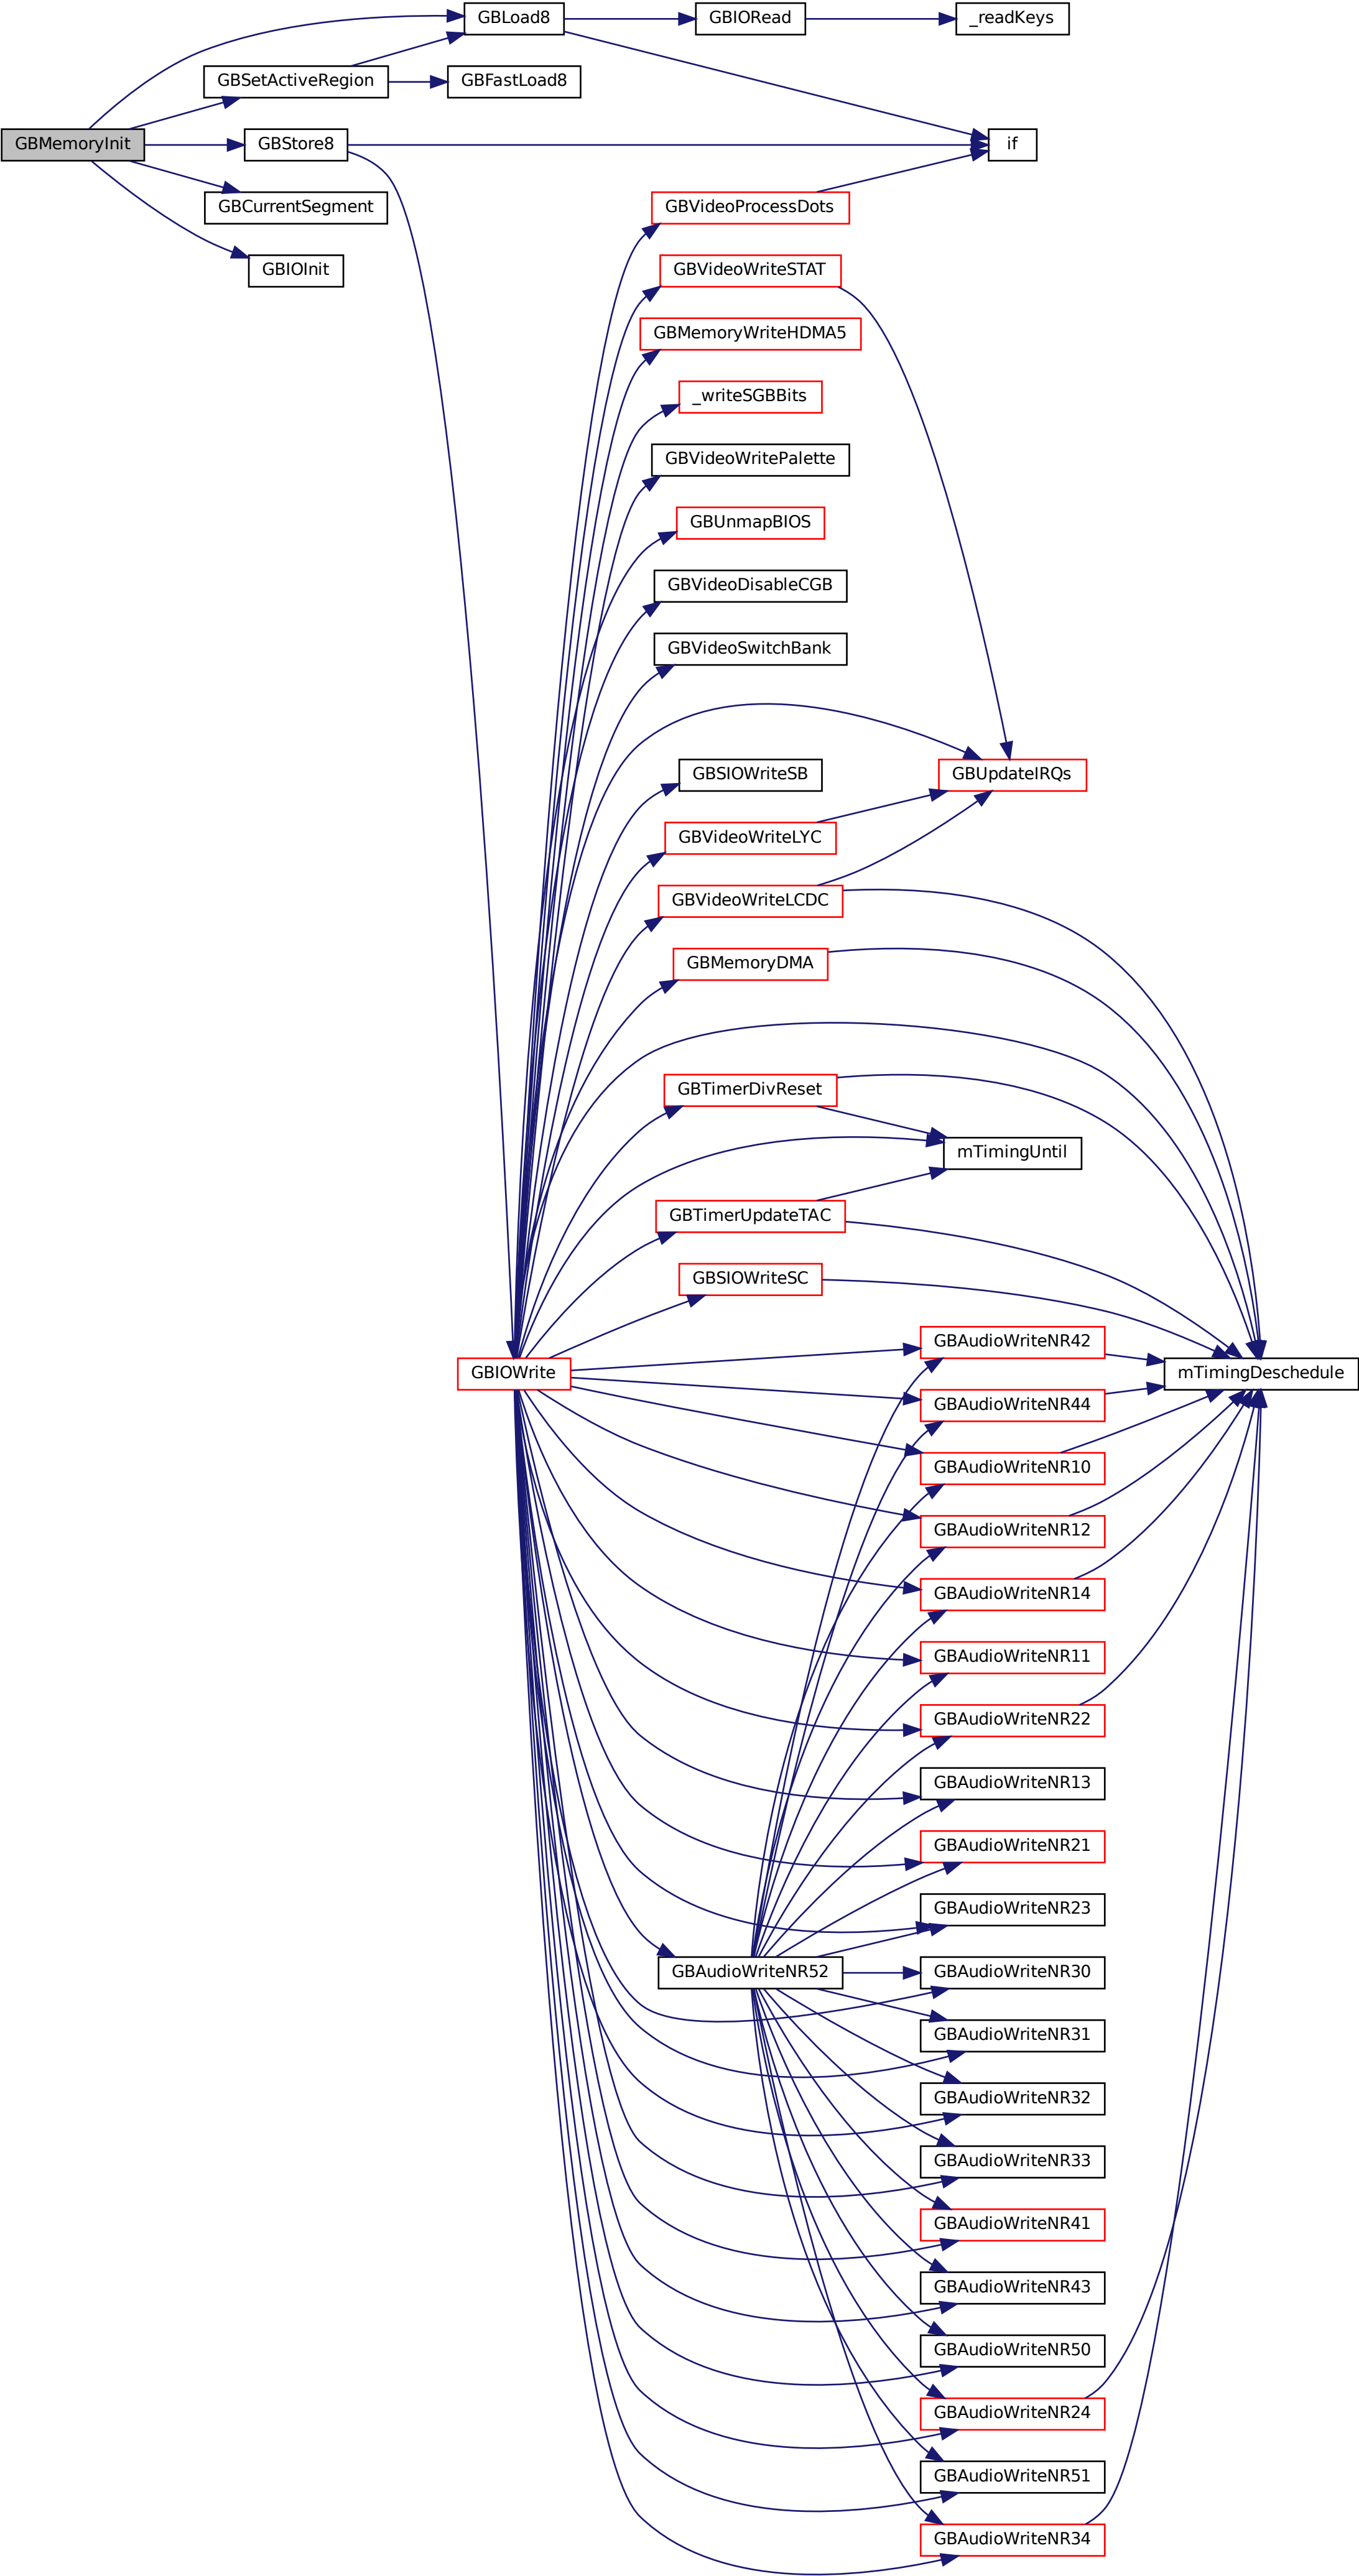 GBLoad8
GBIORead
_readKeys
GBSetActiveRegion
GBFastLoad8
GBMemoryInit
GBStore8
if
GBCurrentSegment
GBVideoProcessDots
GBIOInit
GBVideoWriteSTAT
GBMemoryWriteHDMA5
_writeSGBBits
GBVideoWritePalette
GBUnmapBIOS
GBVideoDisableCGB
GBVideoSwitchBank
GBSIOWriteSB
GBUpdateIRQs
GBVideoWriteLYC
GBVideoWriteLCDC
GBMemoryDMA
GBTimerDivReset
mTimingUntil
GBTimerUpdateTAC
GBSIOWriteSC
GBAudioWriteNR42
GBIOWrite
mTimingDeschedule
GBAudioWriteNR44
GBAudioWriteNR10
GBAudioWriteNR12
GBAudioWriteNR14
GBAudioWriteNR11
GBAudioWriteNR22
GBAudioWriteNR13
GBAudioWriteNR21
GBAudioWriteNR23
GBAudioWriteNR52
GBAudioWriteNR30
GBAudioWriteNR31
GBAudioWriteNR32
GBAudioWriteNR33
GBAudioWriteNR41
GBAudioWriteNR43
GBAudioWriteNR50
GBAudioWriteNR24
GBAudioWriteNR51
GBAudioWriteNR34